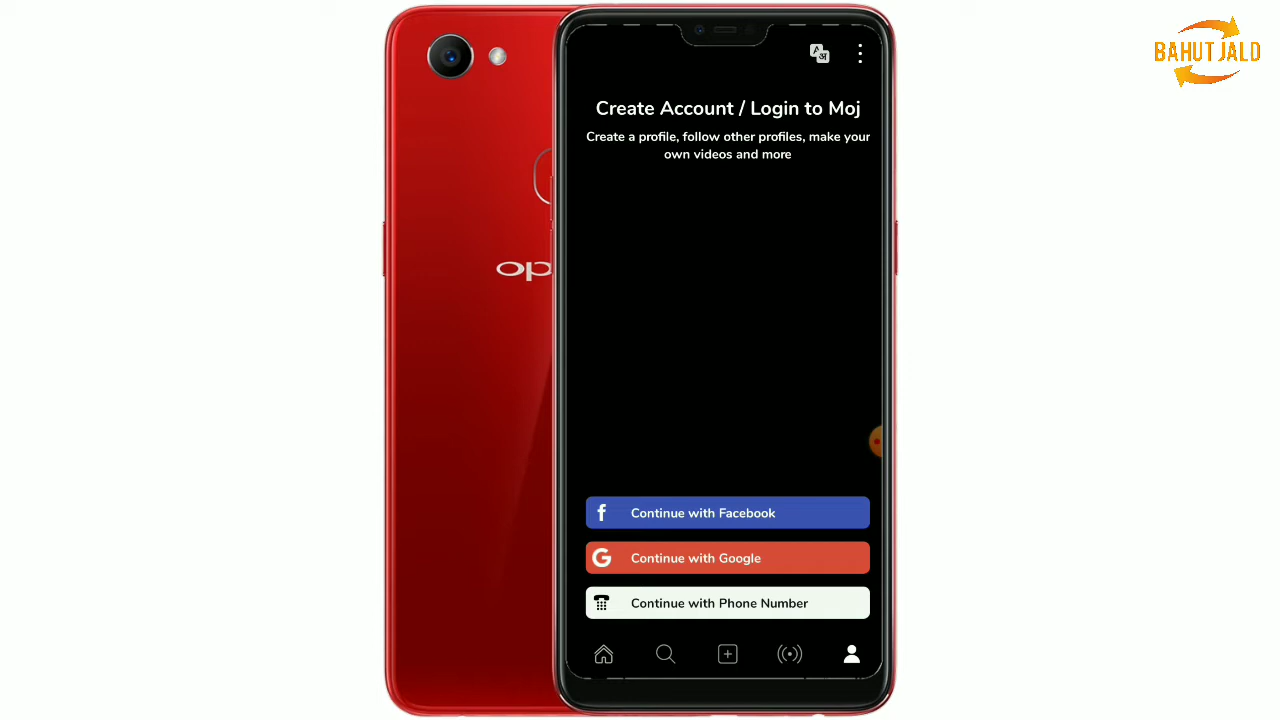 BAHUT JALD
A
अ
Create Account / Login to Moj
Create a profile, follow other profiles, make your
own videos and more
op
f Continue with Facebook
G Continue with Google
Continue with Phone Number